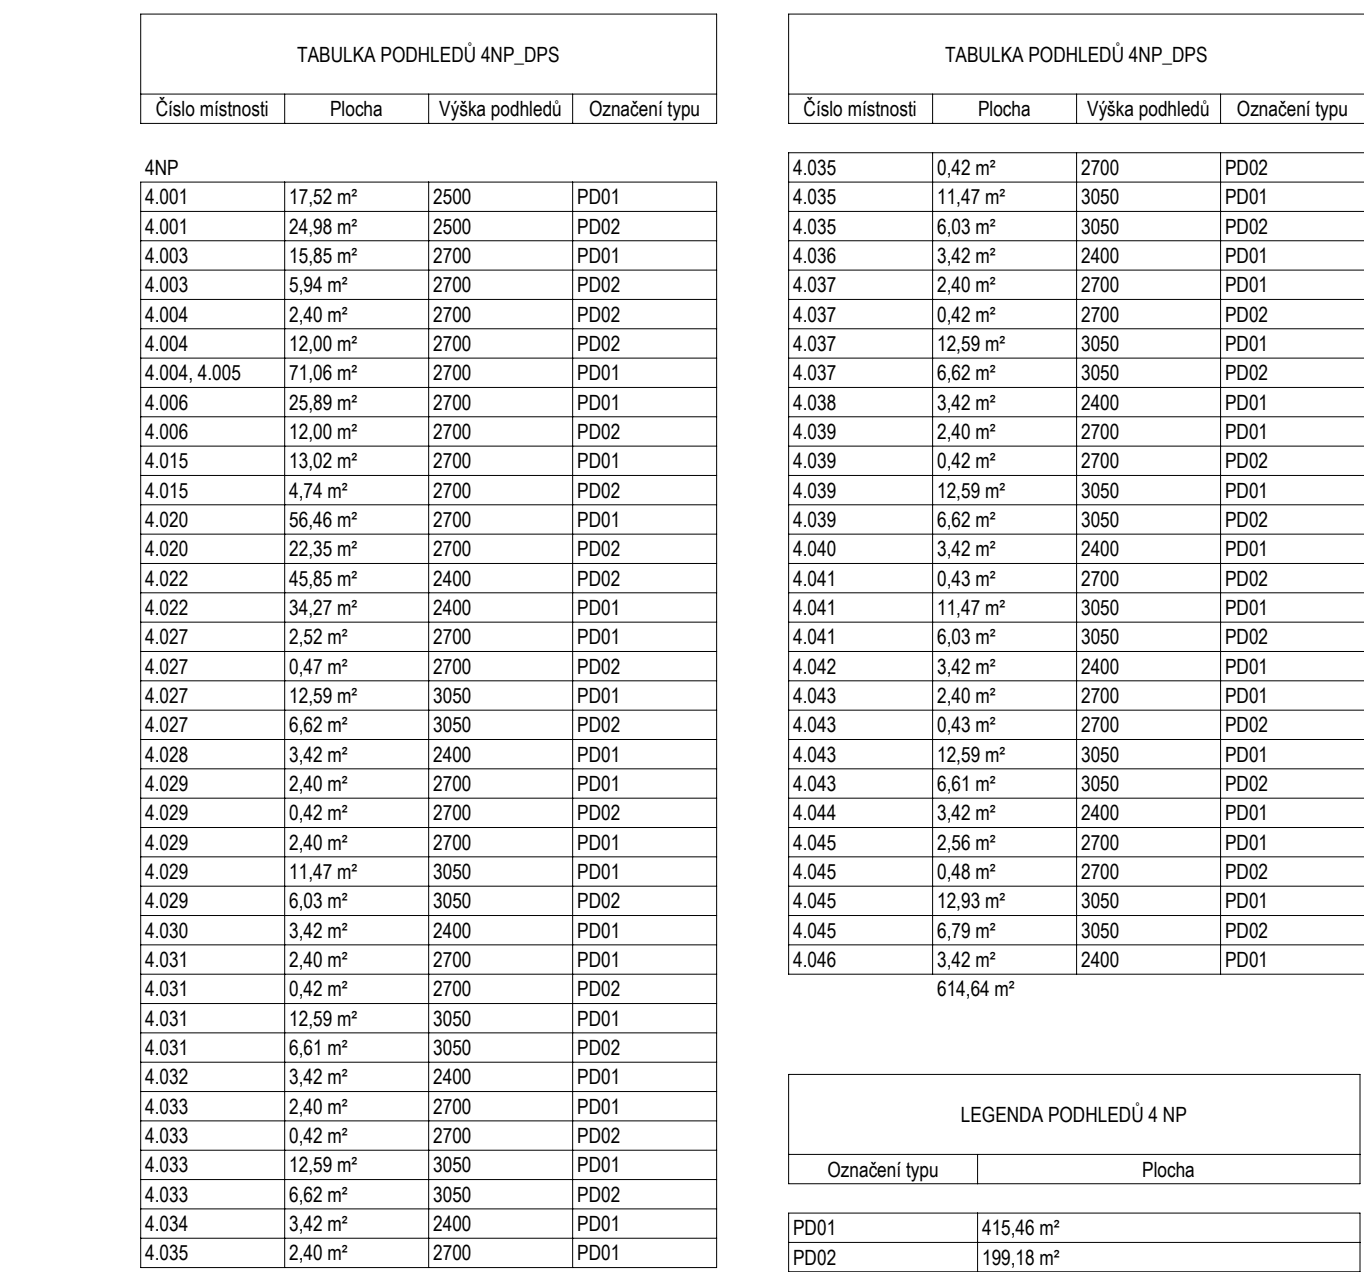 TABULKA PODHLEDŮ 4NP_DPS
Číslo místnosti Plocha Výška podhledů Označení typu
4NP
4.001 17,52 m² 2500 PD01
4.001 24,98 m² 2500 PD02
4.003 15,85 m² 2700 PD01
4.003 5,94 m² 2700 PD02
4.004 2,40 m² 2700 PD02
4.004 12,00 m² 2700 PD02
4.004, 4.005 71,06 m² 2700 PD01
4.006 25,89 m² 2700 PD01
4.006 12,00 m² 2700 PD02
4.015 13,02 m² 2700 PD01
4.015 4,74 m² 2700 PD02
4.020 56,46 m² 2700 PD01
4.020 22,35 m² 2700 PD02
4.022 45,85 m² 2400 PD02
4.022 34,27 m² 2400 PD01
4.027 2,52 m² 2700 PD01
4.027 0,47 m² 2700 PD02
4.027 12,59 m² 3050 PD01
4.027 6,62 m² 3050 PD02
4.028 3,42 m² 2400 PD01
4.029 2,40 m² 2700 PD01
4.029 0,42 m² 2700 PD02
4.029 2,40 m² 2700 PD01
4.029 11,47 m² 3050 PD01
4.029 6,03 m² 3050 PD02
4.030 3,42 m² 2400 PD01
4.031 2,40 m² 2700 PD01
4.031 0,42 m² 2700 PD02
4.031 12,59 m² 3050 PD01
4.031 6,61 m² 3050 PD02
4.032 3,42 m² 2400 PD01
4.033 2,40 m² 2700 PD01
4.033 0,42 m² 2700 PD02
4.033 12,59 m² 3050 PD01
4.033 6,62 m² 3050 PD02
4.034 3,42 m² 2400 PD01
4.035 2,40 m² 2700 PD01
TABULKA PODHLEDŮ 4NP_DPS
Číslo místnosti Plocha Výška podhledů Označení typu
4.035 0,42 m² 2700 PD02
4.035 11,47 m² 3050 PD01
4.035 6,03 m² 3050 PD02
4.036 3,42 m² 2400 PD01
4.037 2,40 m² 2700 PD01
4.037 0,42 m² 2700 PD02
4.037 12,59 m² 3050 PD01
4.037 6,62 m² 3050 PD02
4.038 3,42 m² 2400 PD01
4.039 2,40 m² 2700 PD01
4.039 0,42 m² 2700 PD02
4.039 12,59 m² 3050 PD01
4.039 6,62 m² 3050 PD02
4.040 3,42 m² 2400 PD01
4.041 0,43 m² 2700 PD02
4.041 11,47 m² 3050 PD01
4.041 6,03 m² 3050 PD02
4.042 3,42 m² 2400 PD01
4.043 2,40 m² 2700 PD01
4.043 0,43 m² 2700 PD02
4.043 12,59 m² 3050 PD01
4.043 6,61 m² 3050 PD02
4.044 3,42 m² 2400 PD01
4.045 2,56 m² 2700 PD01
4.045 0,48 m² 2700 PD02
4.045 12,93 m² 3050 PD01
4.045 6,79 m² 3050 PD02
4.046 3,42 m² 2400 PD01
614,64 m²
LEGENDA PODHLEDŮ 4 NP
Označení typu Plocha
PD01 415,46 m²
PD02 199,18 m²